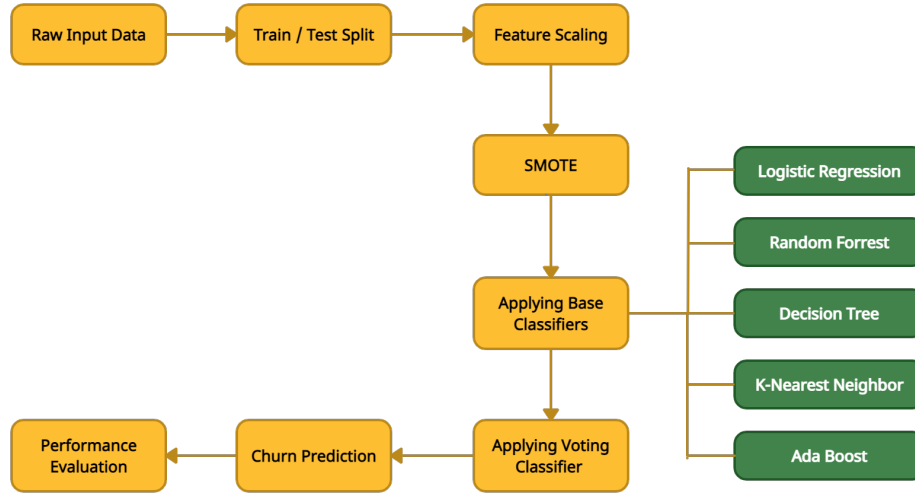 Raw Input Data
Train / Test Split
Feature Scaling
SMOTE
Logistic Regression
Random Forrest
Applying Base
Classifiers
Decision Tree
K-Nearest Neighbor
Performance
Evaluation
Churn Prediction
Applying Voting
Classifier
Ada Boost